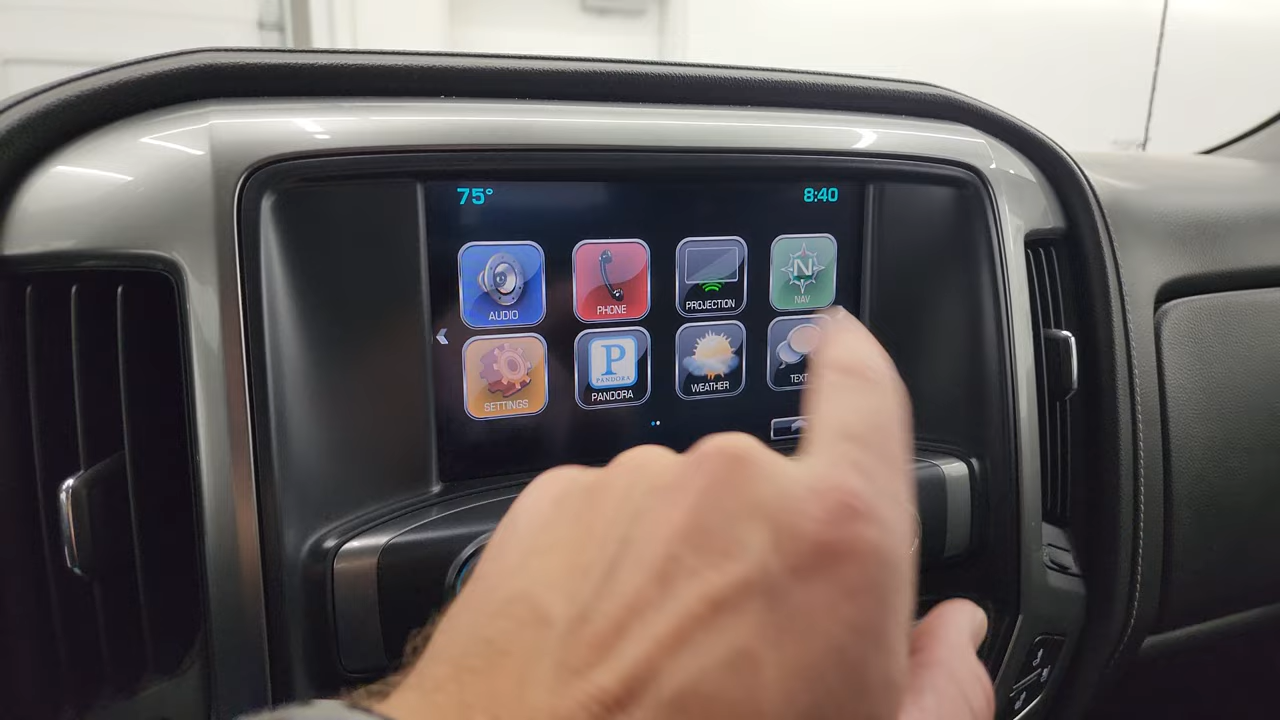 75° 8:40
AUDIO PHONE PROJECTION N NAV
SETTINGS P PANDORA PANDORA WEATHER TEXT